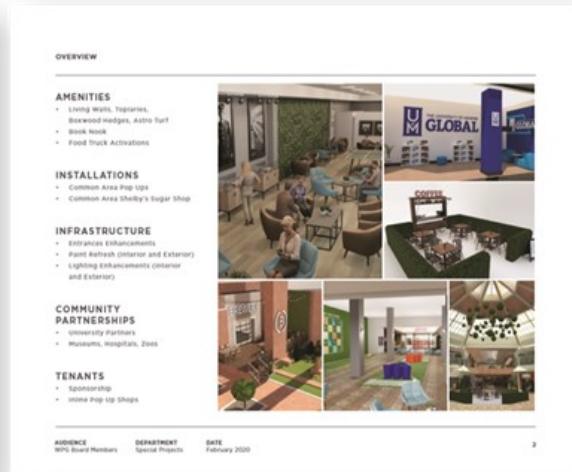 OVERVIEW
AMENITIES
• Living Walls, Topiaries,
Boxwood Hedges, Astro Turf
• Book Nook
• Food Truck Activations
INSTALLATIONS
• Common Area Pop Ups
• Common Area Shelby's Sugar Shop
INFRASTRUCTURE
• Entrances Enhancements
• Paint Refresh (Interior and Exterior)
• Lighting Enhancements (Interior
and Exterior)
COMMUNITY
PARTNERSHIPS
• University Partners
• Museums, Hospitals, Zoos
TENANTS
• Sponsorship
• Inline Pop Up Shops
UM
GLOBAL
COFFEE
AUDIENCE
WPG Board Members
DEPARTMENT
Special Projects
DATE
February 2020
2